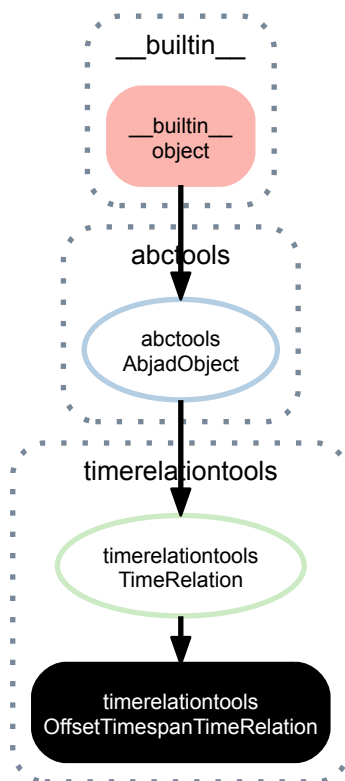 __builtin__
__builtin__
object
abctools
abctools
AbjadObject
timerelationtools
timerelationtools
TimeRelation
timerelationtools
OffsetTimespanTimeRelation